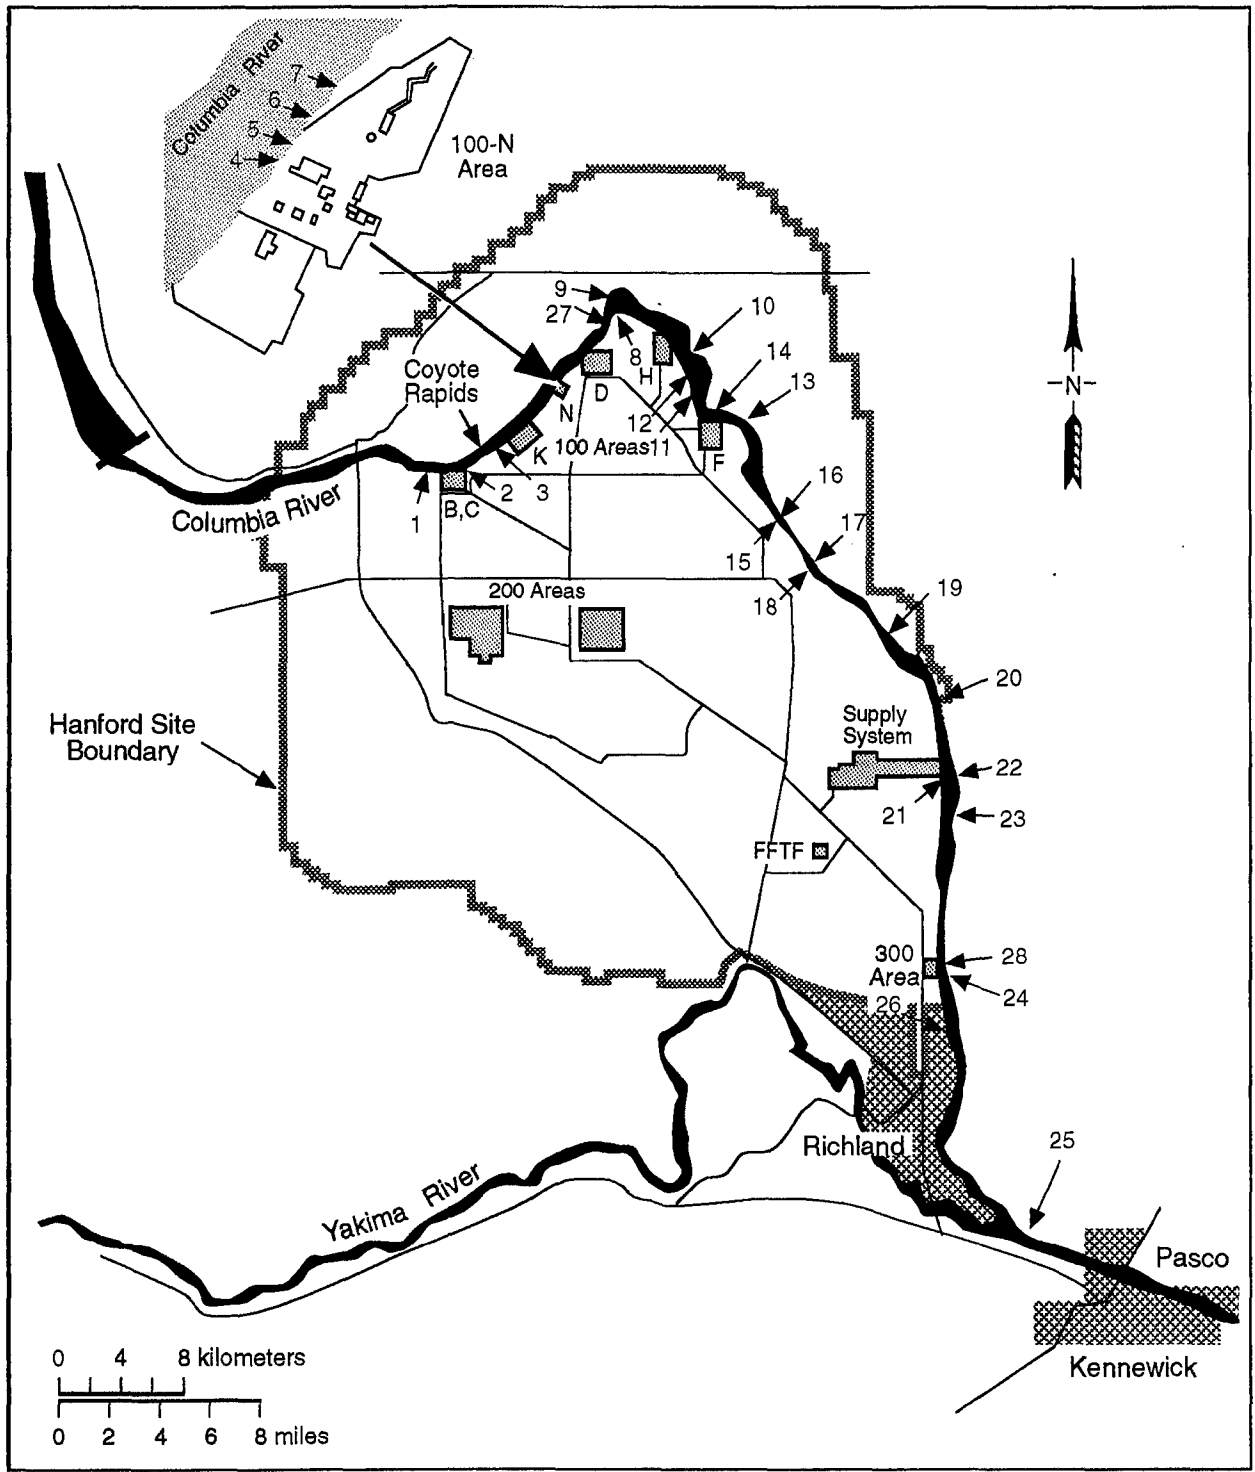 Columbia River
7
6
5
4
100-N
Area
9
27
10
8
14
Coyote
Rapids
H
13
D
N
12
100 Areas
11
F
K
16
2
3
Columbia River
1
B,C
17
15
18
200 Areas
19
20
Hanford Site
Boundary
Supply
System
22
21
23
FFTF
300
Area
28
24
26
Richland
25
Yakima River
Pasco
Kennewick
N
0 4 8 kilometers
0 2 4 6 8 miles